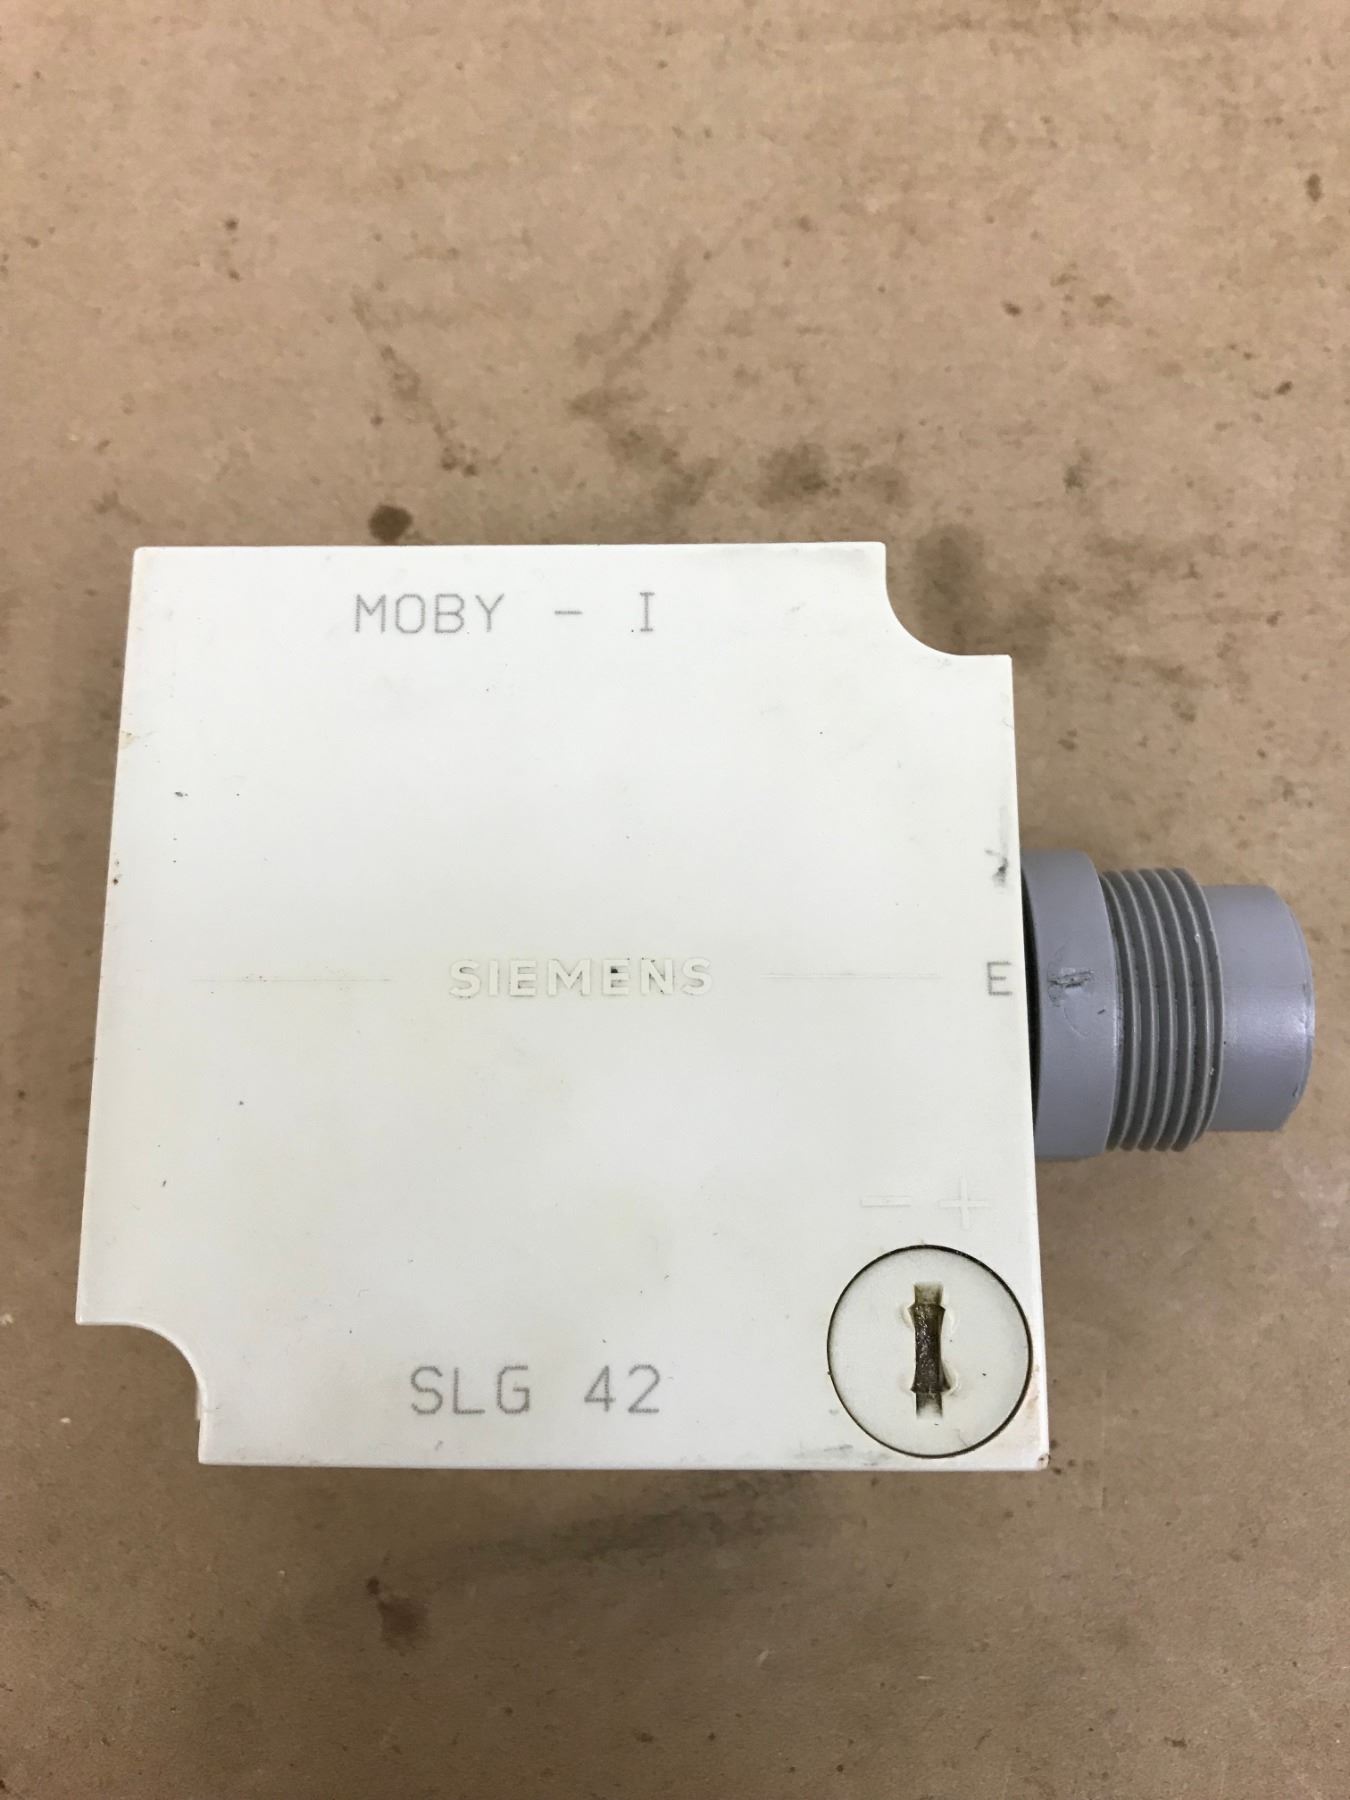 MOBY - I
SIEMENS
E
- +
SLG 42